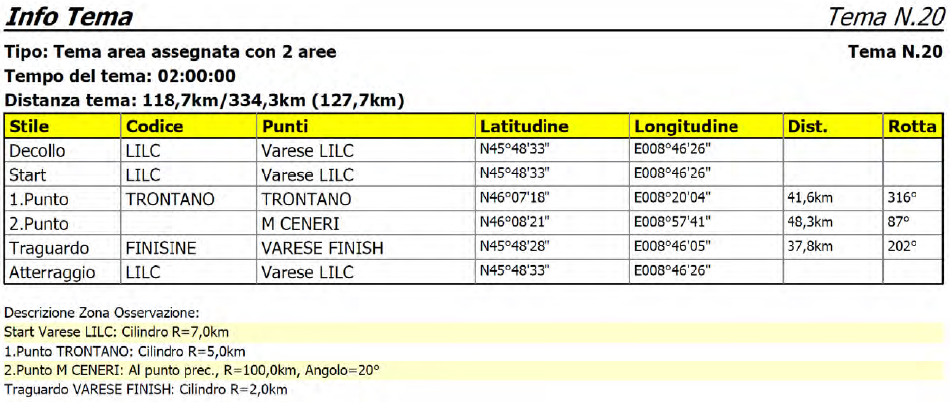 Info Tema Tema N.20
Tipo: Tema area assegnata con 2 aree Tema N.20
Tempo del tema: 02:00:00
Distanza tema: 118,7km/334,3km (127,7km)
Stile Codice Punti Latitudine Longitudine Dist. Rotta
Decollo LILC Varese LILC N45°48'33" E008°46'26"
Start LILC Varese LILC N45°48'33" E008°46'26"
1.Punto TRONTANO TRONTANO N46°07'18" E008°20'04" 41,6km 316°
2.Punto M CENERI N46°08'21" E008°57'41" 48,3km 87°
Traguardo FINISINE VARESE FINISH N45°48'28" E008°46'05" 37,8km 202°
Atterraggio LILC Varese LILC N45°48'33" E008°46'26"
Descrizione Zona Osservazione:
Start Varese LILC: Cilindro R=7,0km
1.Punto TRONTANO: Cilindro R=5,0km
2.Punto M CENERI: Al punto prec., R=100,0km, Angolo=20°
Traguardo VARESE FINISH: Cilindro R=2,0km